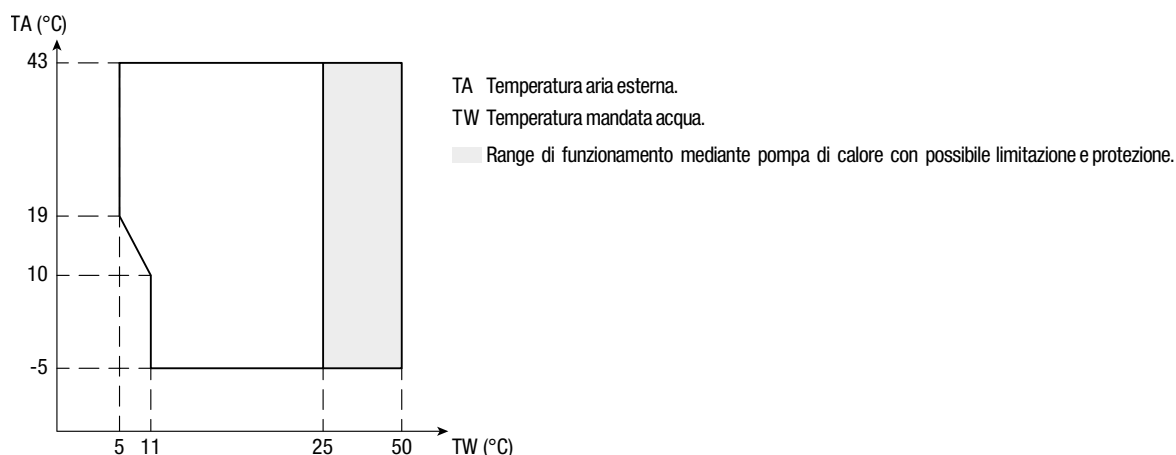 TA (°C)
43
19
10
-5
5 11 25 50 TW (°C)
TA Temperatura aria esterna.
TW Temperatura mandata acqua.
Range di funzionamento mediante pompa di calore con possibile limitazione e protezione.